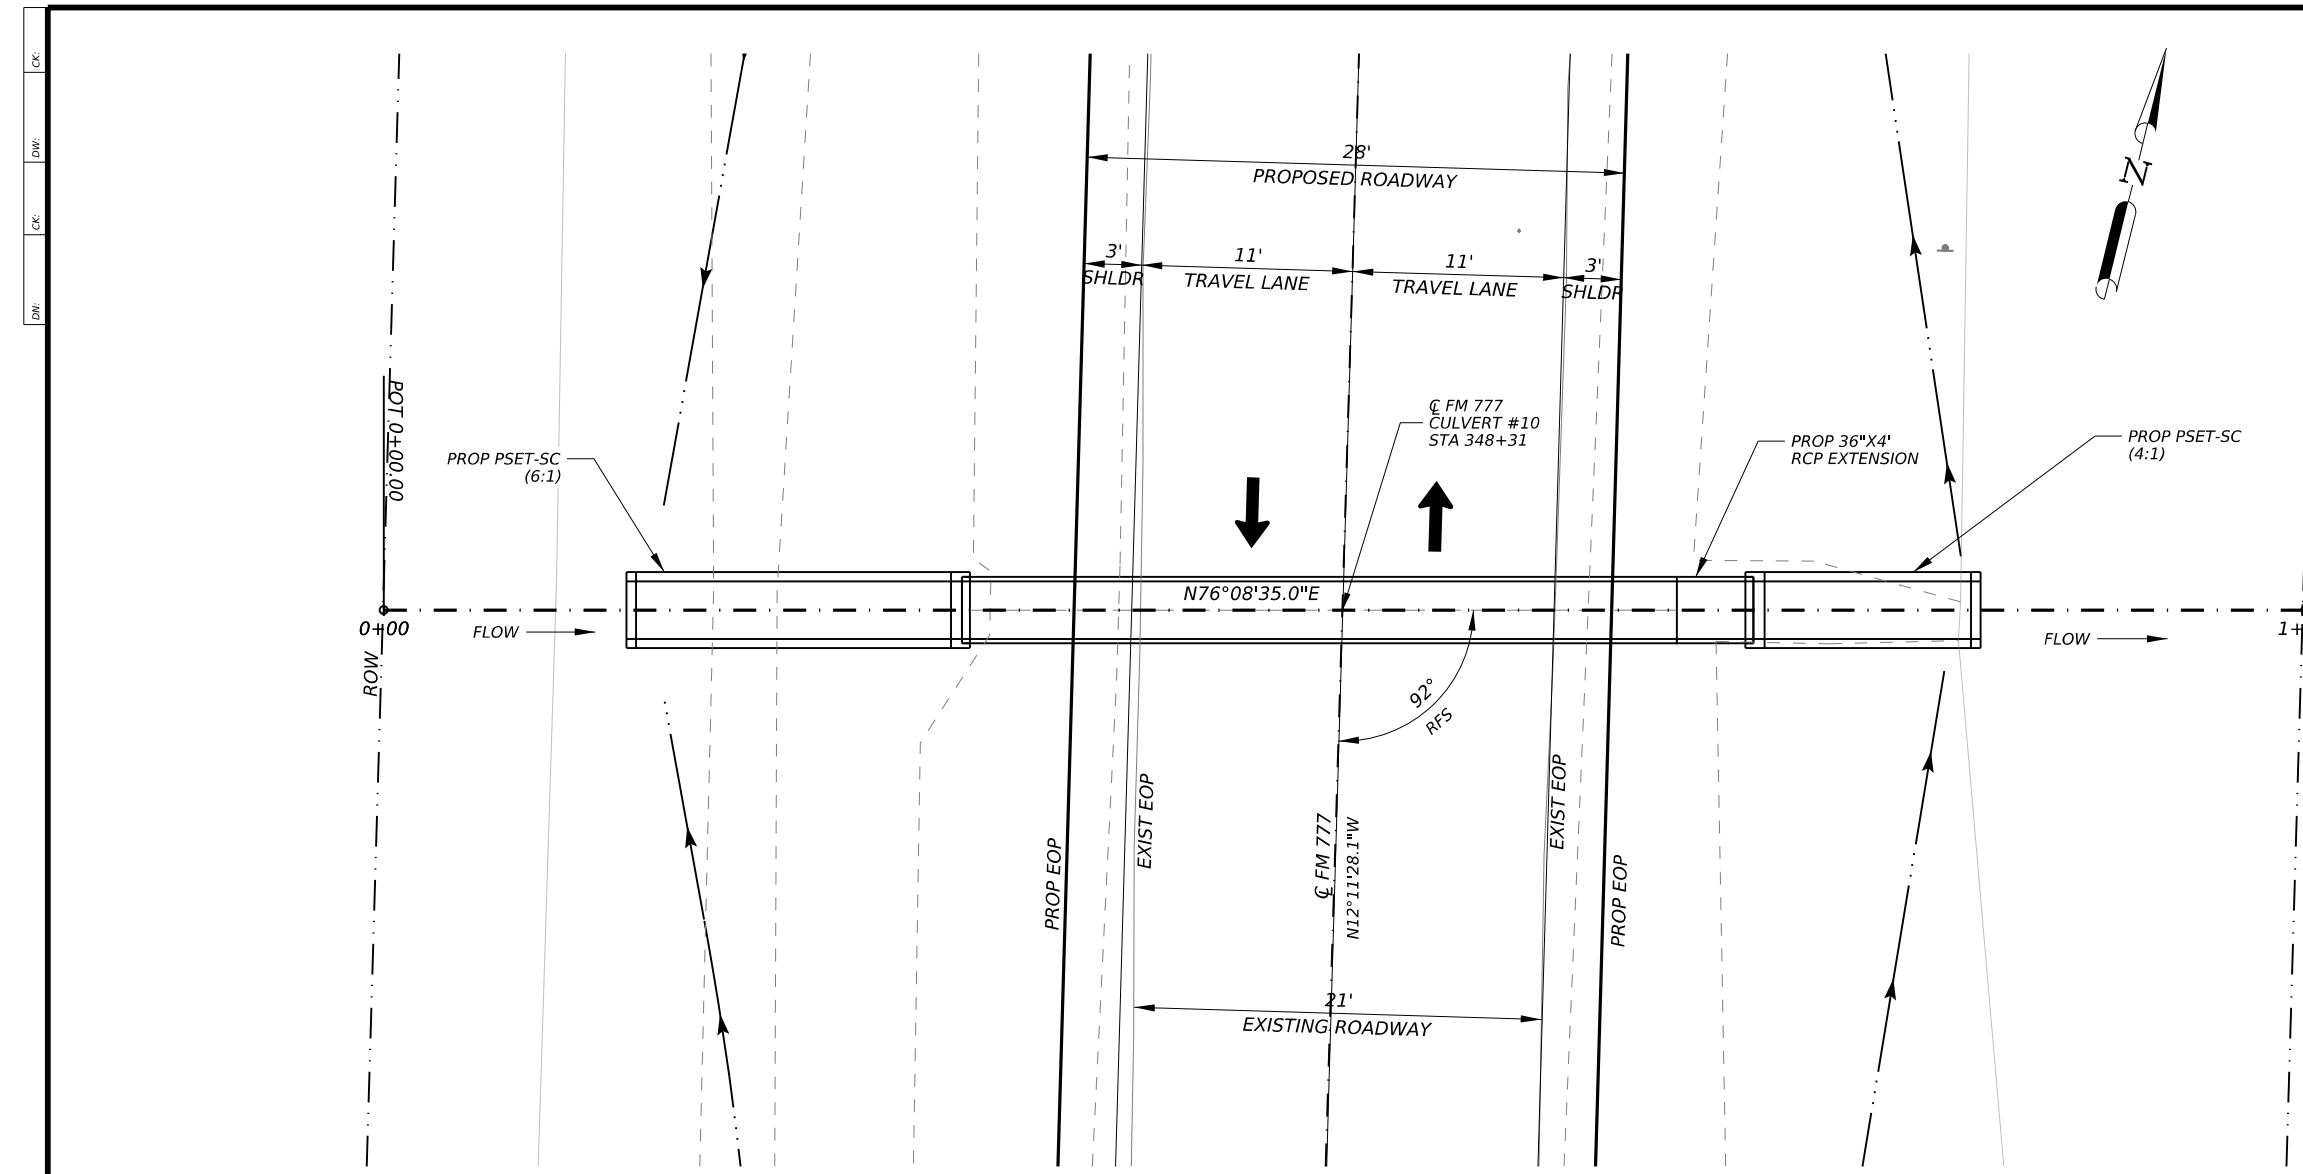 CK:
DW:
CK:
DN:
28'
PROPOSED ROADWAY
N
3'
SHLDR
11'
TRAVEL LANE
11'
TRAVEL LANE
3'
SHLDR
POT 0+00.00
PROP PSET-SC
(6:1)
℄ FM 777
CULVERT #10
STA 348+31
PROP 36"X4'
RCP EXTENSION
PROP PSET-SC
(4:1)
N76°08'35.0"E
0+00
FLOW
FLOW
1+
ROW
92°
RFS
PROP EOP
EXIST EOP
℄ FM 777
N12°11'28.1"W
EXIST EOP
PROP EOP
21'
EXISTING ROADWAY